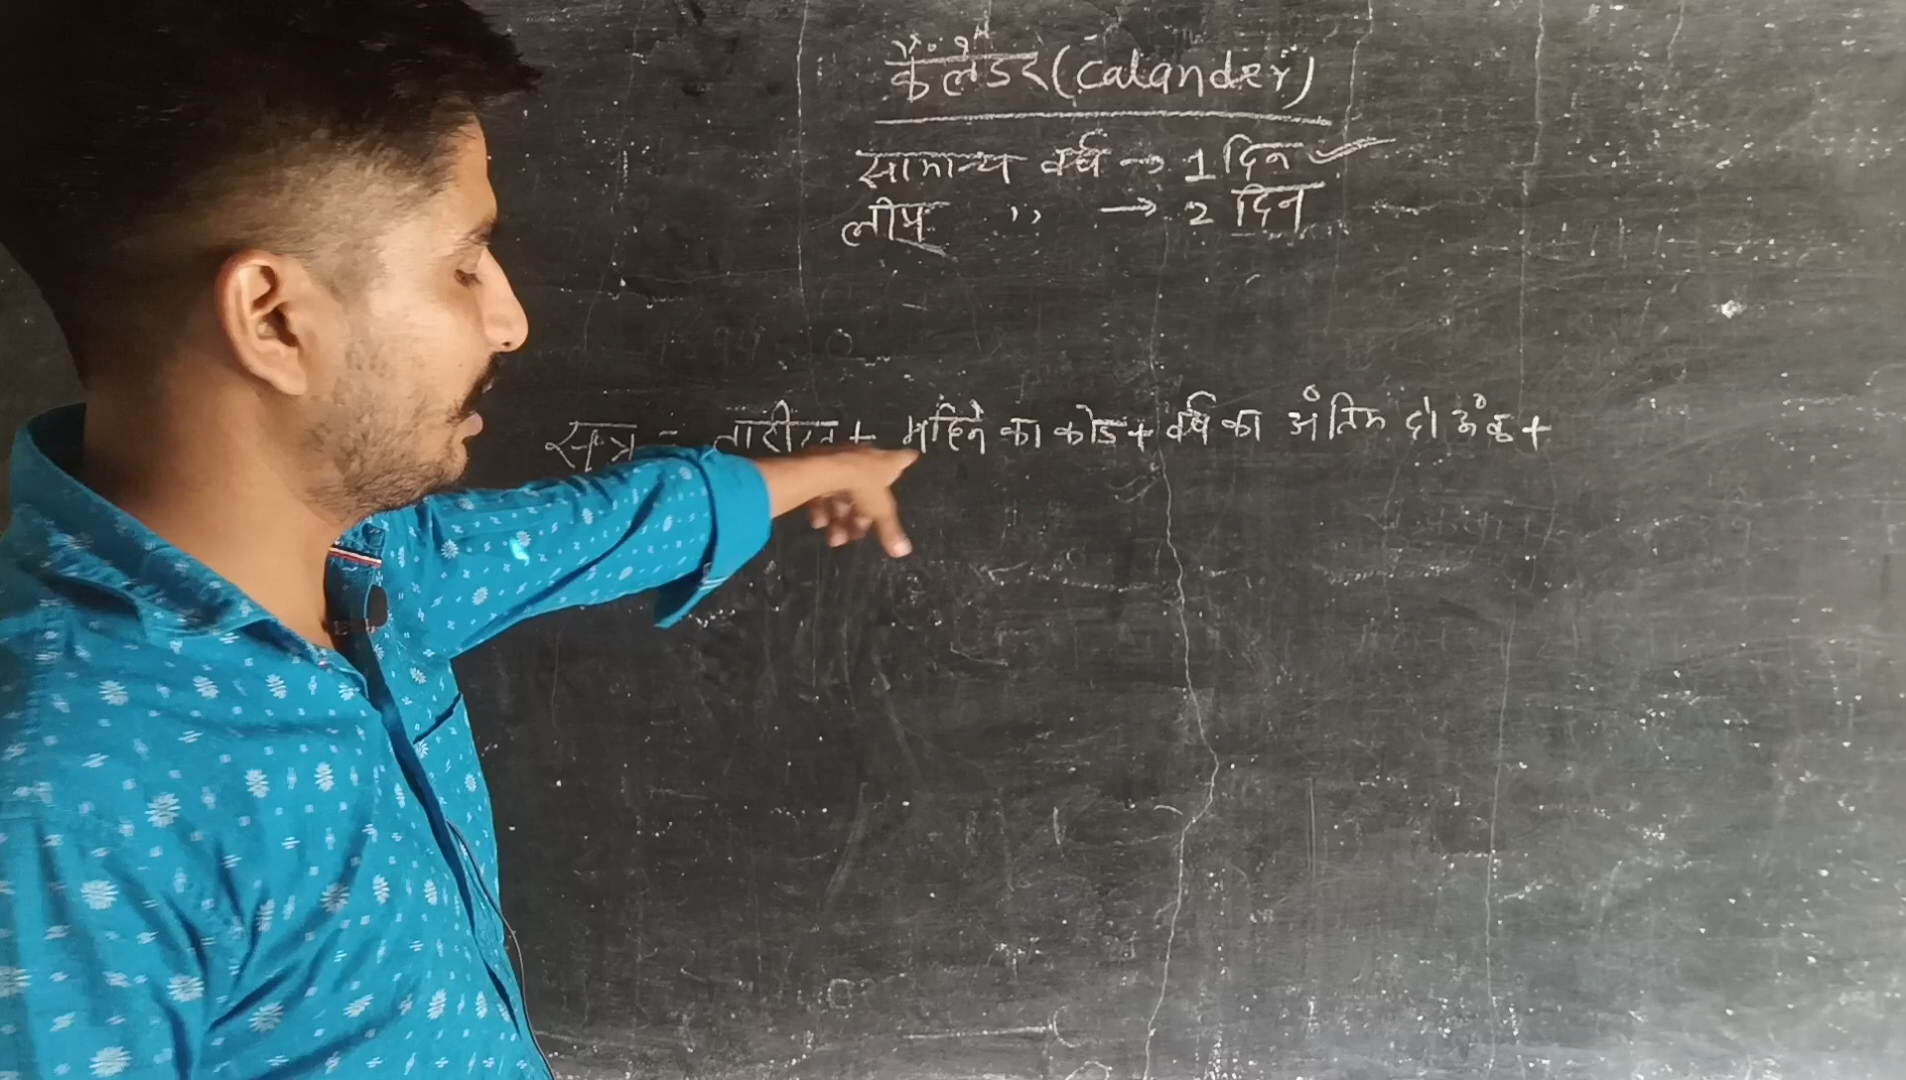 कैलेंडर (Calander)
सामान्य वर्ष → 1 दिन ✓
लीप ,, → 2 दिन
सूत्र = तारीख + महिने का कोड + वर्ष का अंतिम दो अंक +